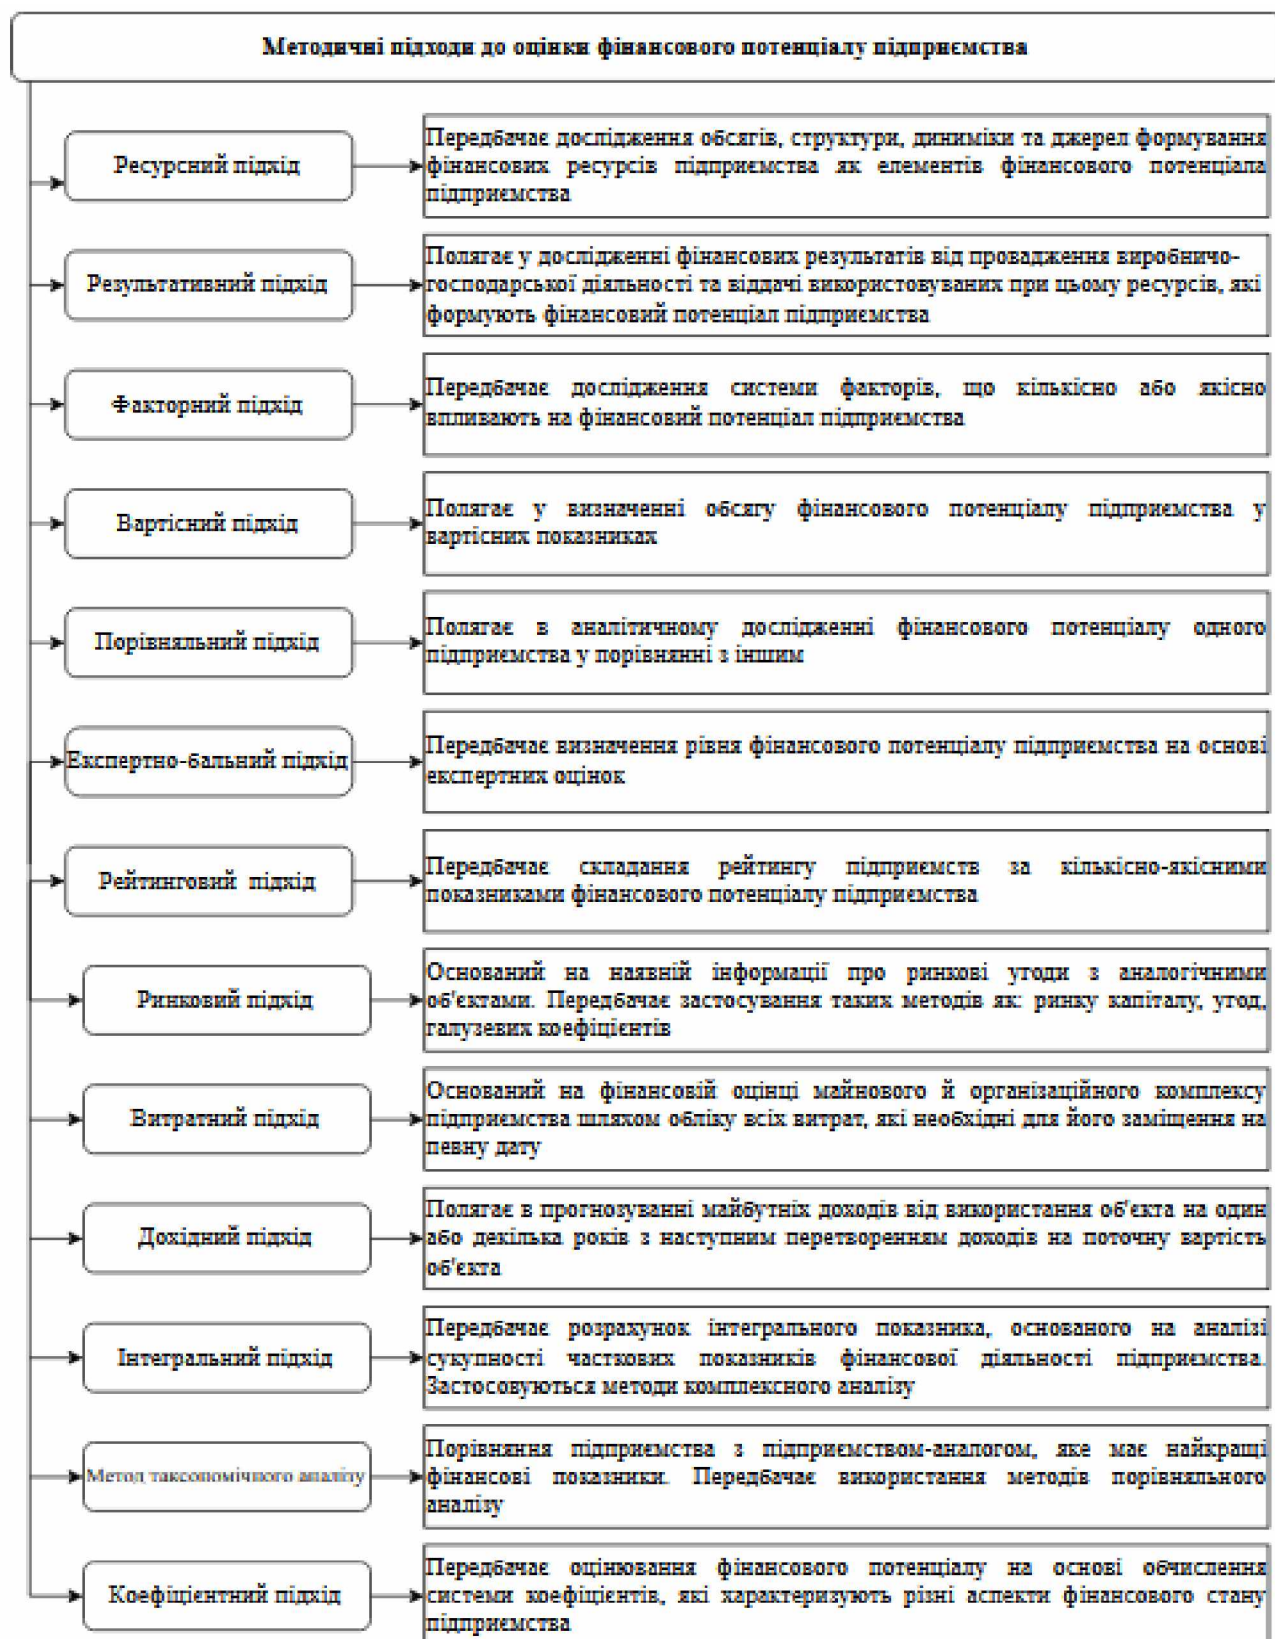 Методичні підходи до оцінки фінансового потенціалу підприємства
Ресурсний підхід
Передбачає дослідження обсягів, структури, диниміки та джерел формування
фінансових ресурсів підприємства як елементів фінансового потенціала
підприємства
Результативний підхід
Полягає у дослідженні фінансових результатів від провадження виробничо-
господарської діяльності та віддачі використовуваних при цьому ресурсів, які
формують фінансовий потенціал підприємства
Факторний підхід
Передбачає дослідження системи факторів, що кількісно або якісно
впливають на фінансовий потенціал підприємства
Вартісний підхід
Полягає у визначенні обсягу фінансового потенціалу підприємства у
вартісних показниках
Порівняльний підхід
Полягає в аналітичному дослідженні фінансового потенціалу одного
підприємства у порівнянні з іншим
Експертно-бальний підхід
Передбачає визначення рівня фінансового потенціалу підприємства на основі
експертних оцінок
Рейтинговий підхід
Передбачає складання рейтингу підприємств за кількісно-якісними
показниками фінансового потенціалу підприємства
Ринковий підхід
Оснований на наявній інформації про ринкові угоди з аналогічними
об'єктами. Передбачає застосування таких методів як: ринку капіталу, угод,
галузевих коефіцієнтів
Витратний підхід
Оснований на фінансовій оцінці майнового й організаційного комплексу
підприємства шляхом обліку всіх витрат, які необхідні для його заміщення на
певну дату
Дохідний підхід
Полягає в прогнозуванні майбутніх доходів від використання об'єкта на один
або декілька років з наступним перетворенням доходів на поточну вартість
об'єкта
Інтегральний підхід
Передбачає розрахунок інтегрального показника, основаного на аналізі
сукупності часткових показників фінансової діяльності підприємства.
Застосовуються методи комплексного аналізу
Метод таксономічного аналізу
Порівняння підприємства з підприємством-аналогом, яке має найкращі
фінансові показники. Передбачає використання методів порівняльного
аналізу
Коефіцієнтний підхід
Передбачає оцінювання фінансового потенціалу на основі обчислення
системи коефіцієнтів, які характеризують різні аспекти фінансового стану
підприємства